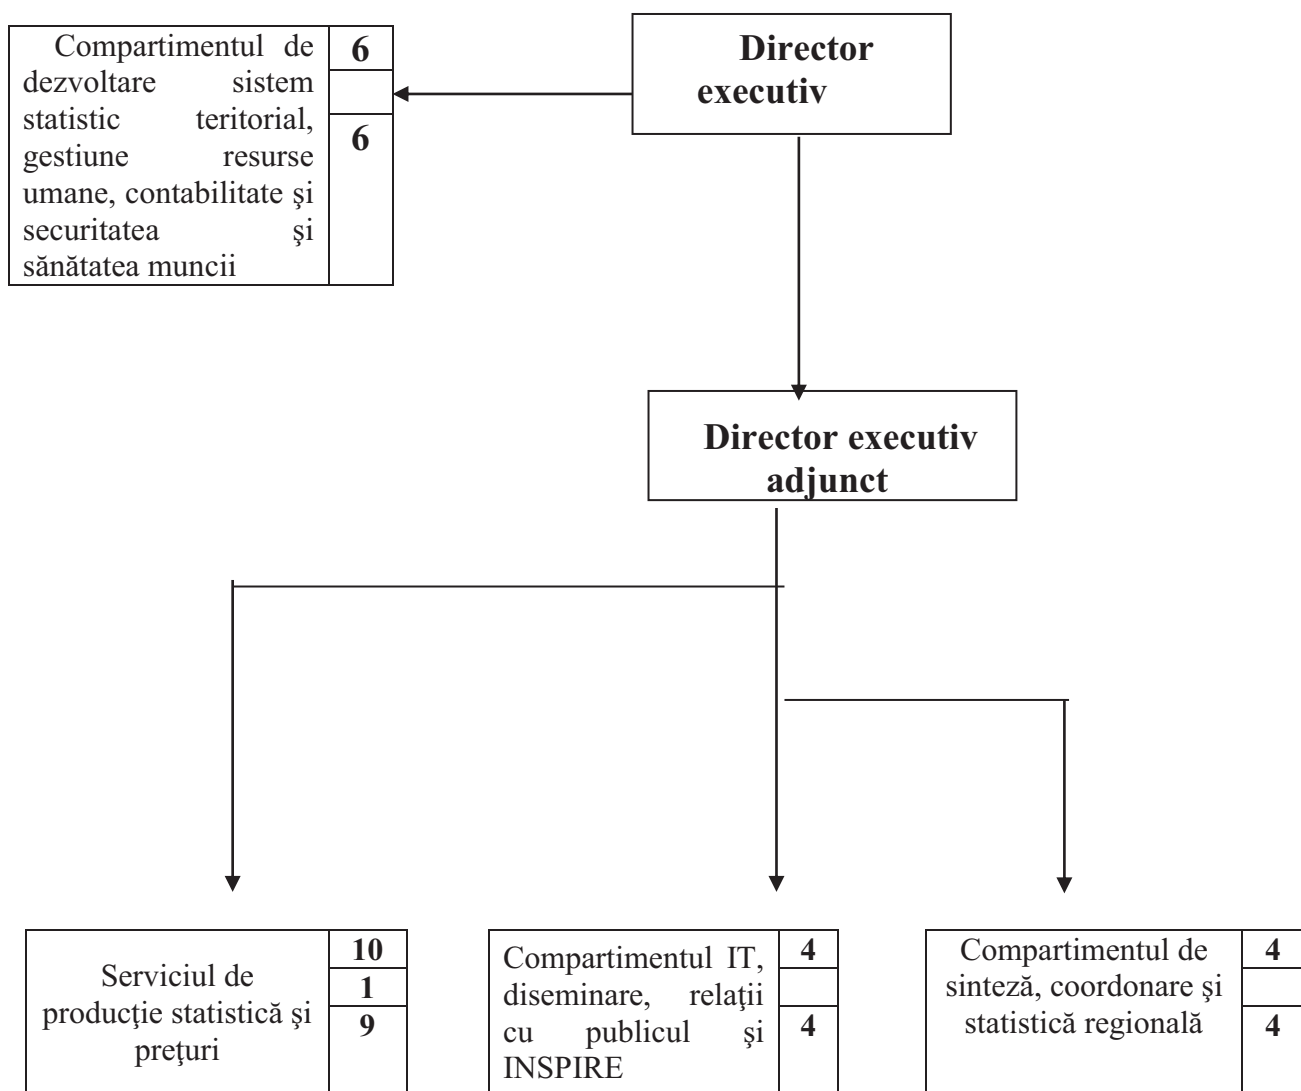 Compartimentul de
dezvoltare sistem
statistic teritorial,
gestiune resurse
umane, contabilitate şi
securitatea şi
sănătatea muncii
6
6
Director
executiv
Director executiv
adjunct
Serviciul de
producţie statistică şi
preţuri
10
1
9
Compartimentul IT,
diseminare, relaţii
cu publicul şi
INSPIRE
4
4
Compartimentul de
sinteză, coordonare şi
statistică regională
4
4